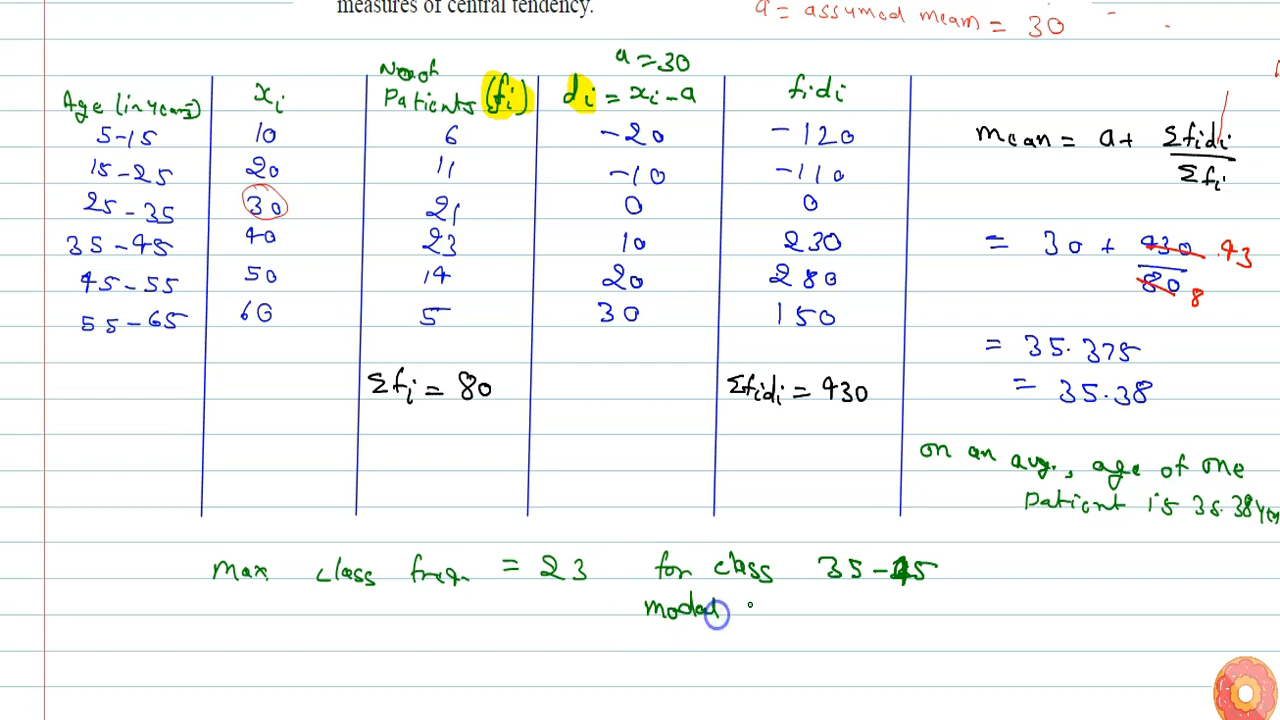 measures of central tendency.
a = assumed mean = 30
a = 30
Age (in years) xi No of Patients (fi) di = xi - a fidi
5-15 10 6 -20 -120
15-25 20 11 -10 -110
25-35 30 21 0 0
35-45 40 23 10 230
45-55 50 14 20 280
55-65 60 5 30 150
Σfi = 80 Σfidi = 430
mean = a + Σfidi / Σfi
= 30 + 430 / 80 43 8
= 35.375
= 35.38
on an avg., age of one
patient is 35.38 yrs
max class freq. = 23 for class 35-45
modal